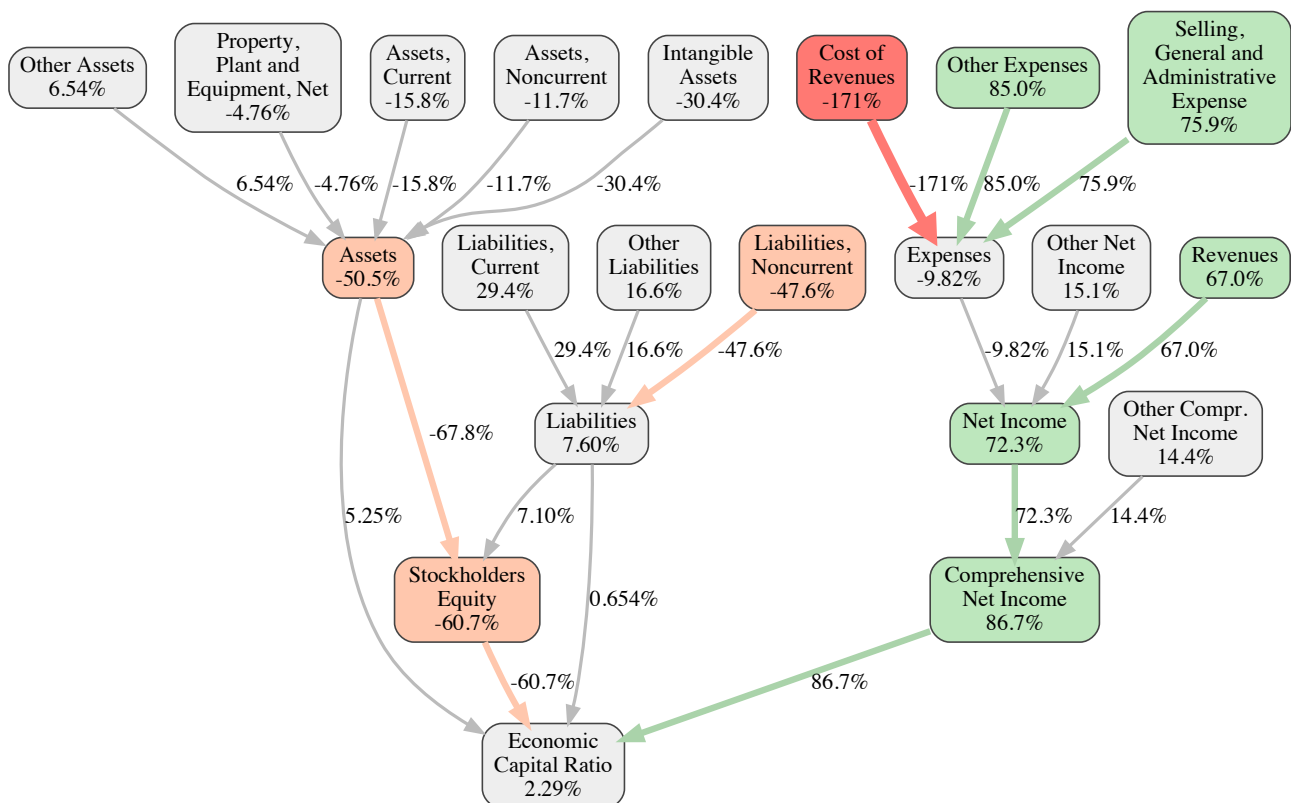 Other Assets
6.54%
Property,
Plant and
Equipment, Net
-4.76%
Assets,
Current
-15.8%
Assets,
Noncurrent
-11.7%
Intangible
Assets
-30.4%
Cost of
Revenues
-171%
Other Expenses
85.0%
Selling,
General and
Administrative
Expense
75.9%
6.54%
-4.76%
-15.8%
-11.7%
-30.4%
-171%
85.0%
75.9%
Assets
-50.5%
Liabilities,
Current
29.4%
Other
Liabilities
16.6%
Liabilities,
Noncurrent
-47.6%
Expenses
-9.82%
Other Net
Income
15.1%
Revenues
67.0%
29.4%
16.6%
-47.6%
-9.82%
15.1%
67.0%
-67.8%
Liabilities
7.60%
Net Income
72.3%
Other Compr.
Net Income
14.4%
5.25%
7.10%
72.3%
14.4%
Stockholders
Equity
-60.7%
0.654%
Comprehensive
Net Income
86.7%
-60.7%
86.7%
Economic
Capital Ratio
2.29%